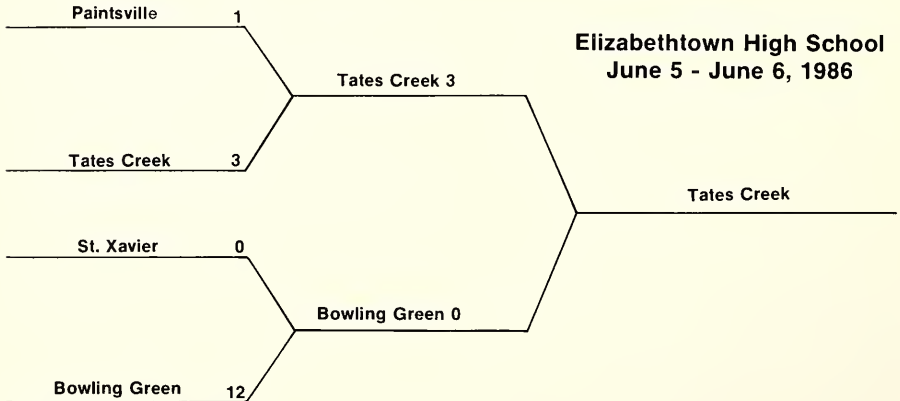 Paintsville 1
Elizabethtown High School
June 5 - June 6, 1986
Tates Creek 3
Tates Creek 3
Tates Creek
St. Xavier 0
Bowling Green 0
Bowling Green 12